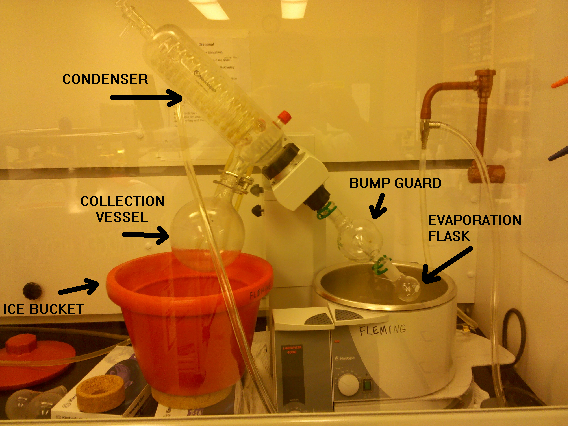 CONDENSER
COLLECTION
VESSEL
BUMP GUARD
EVAPORATION
FLASK
ICE BUCKET
FLEMING